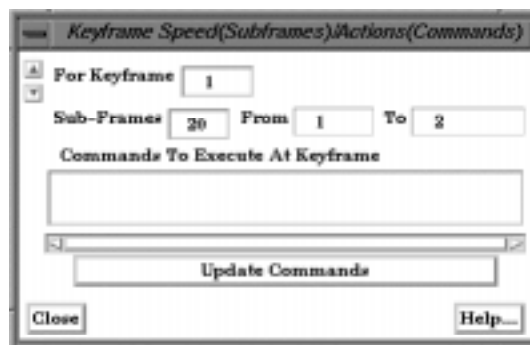 Keyframe Speed(Subframes)/Actions(Commands)
For Keyframe 1
Sub-Frames 20 From 1 To 2
Commands To Execute At Keyframe
Update Commands
Close Help...